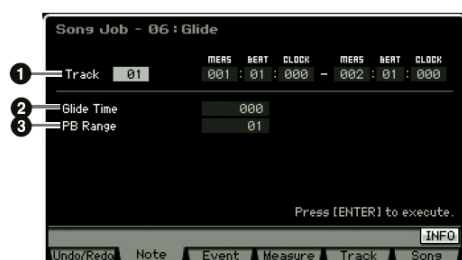 Song Job - 06 : Glide
MEAS BEAT CLOCK MEAS BEAT CLOCK
1 Track 01 001 : 01 : 000 - 002 : 01 : 000
2 Glide Time 000
3 PB Range 01
Press [ENTER] to execute.
INFO
Undo/Redo Note Event Measure Track Song